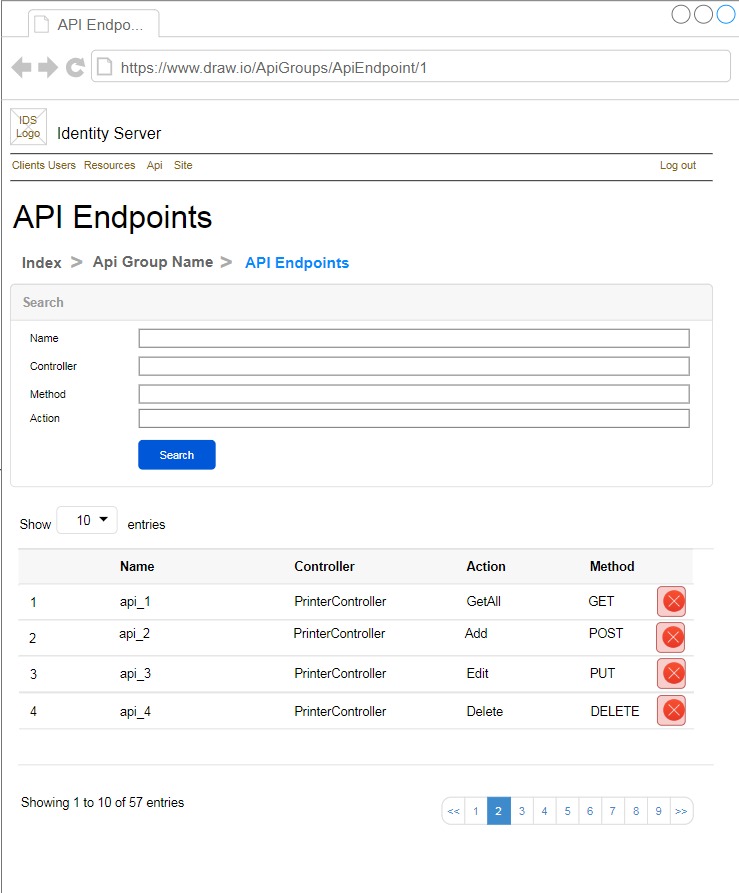 API Endpo...
https://www.draw.io/ApiGroups/ApiEndpoint/1
IDS
Logo
Identity Server
Clients Users Resources Api Site Log out
API Endpoints
Index > Api Group Name > API Endpoints
Search
Name
Controller
Method
Action
Search
Show 10 entries
Name Controller Action Method
1 api_1 PrinterController GetAll GET
2 api_2 PrinterController Add POST
3 api_3 PrinterController Edit PUT
4 api_4 PrinterController Delete DELETE
Showing 1 to 10 of 57 entries << 1 2 3 4 5 6 7 8 9 >>